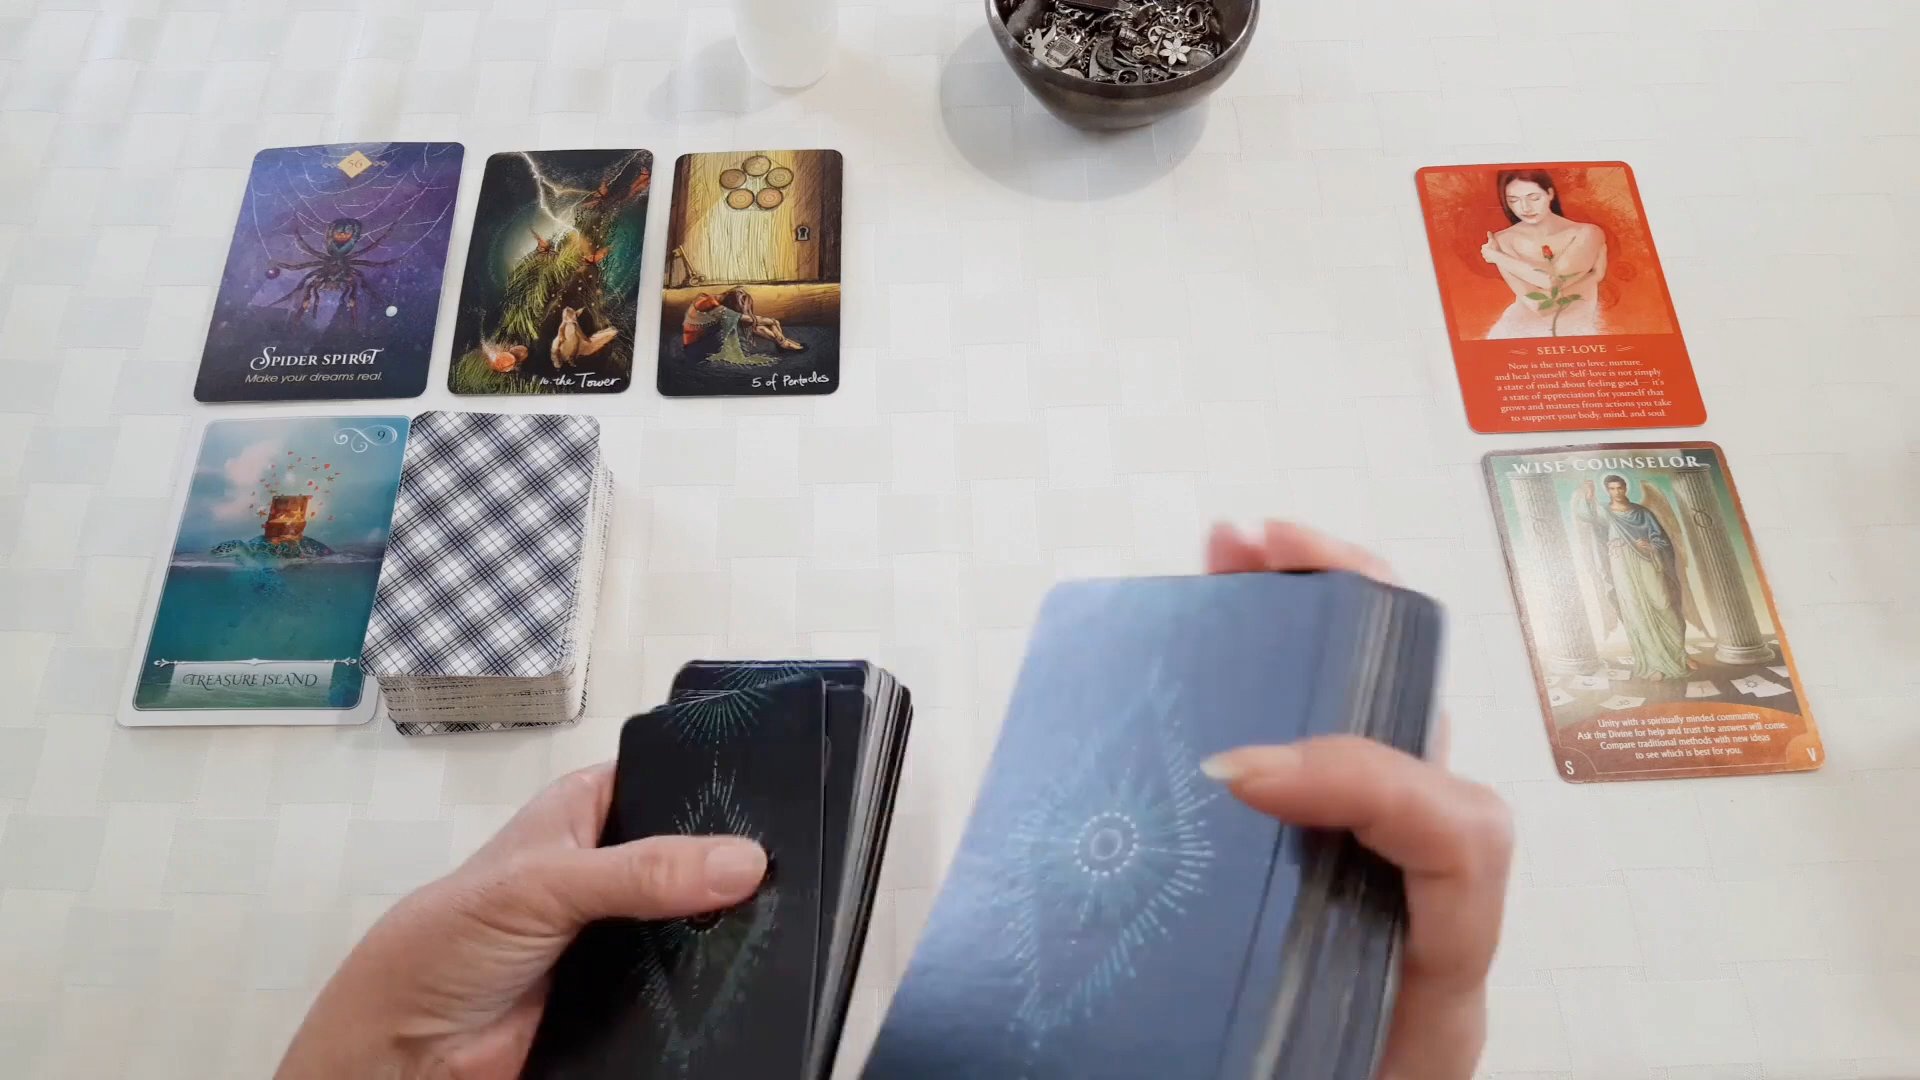 56
SPIDER SPIRIT
Make your dreams real.
16. the Tower
5 of Pentacles
9
TREASURE ISLAND
SELF-LOVE
Now is the time to love, nurture,
and heal yourself! Self-love is not simply
a state of mind about feeling good — it's
a state of appreciation for yourself that
grows and matures from actions you take
to support your body, mind, and soul.
WISE COUNSELOR
Unity with a spiritually minded community.
Ask the Divine for help and trust the answers will come.
Compare traditional methods with new ideas
to see which is best for you.
S
V